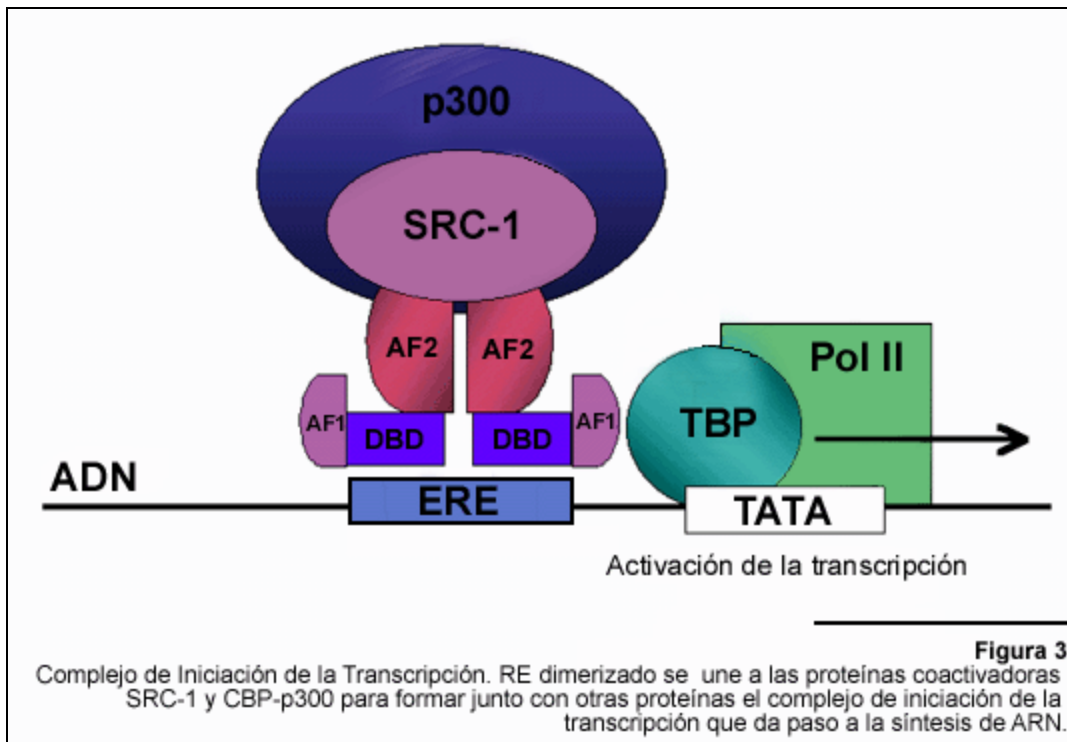 p300
SRC-1
AF2 AF2
Pol II
AF1 DBD DBD AF1 TBP
ADN
ERE TATA
Activación de la transcripción
Figura 3
Complejo de Iniciación de la Transcripción. RE dimerizado se une a las proteínas coactivadoras
SRC-1 y CBP-p300 para formar junto con otras proteínas el complejo de iniciación de la
transcripción que da paso a la síntesis de ARN.